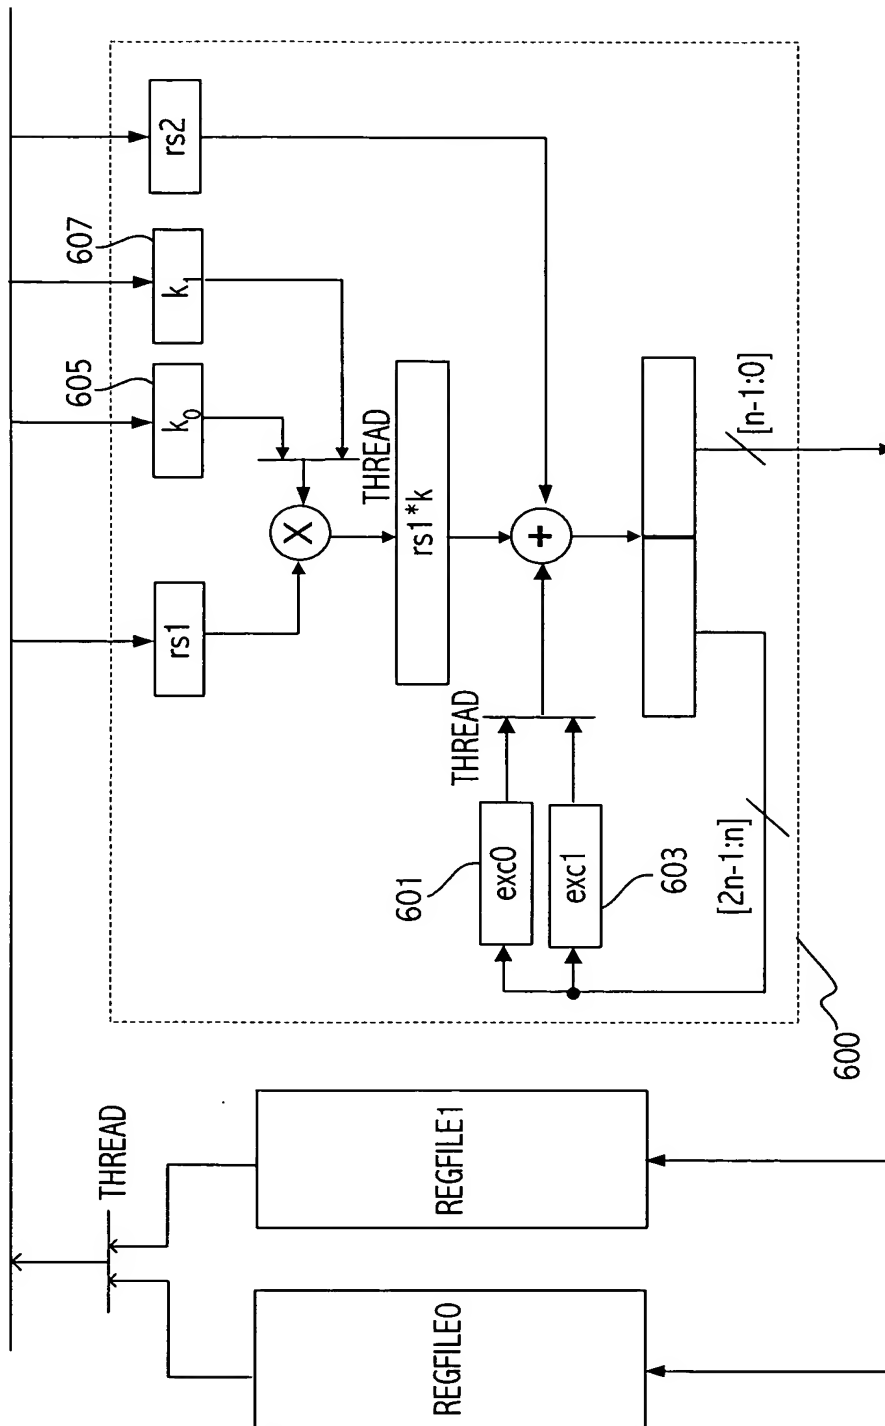 rs2
607
k1
605
k0
rs1
X
THREAD
rs1*k
+
THREAD
[n-1:0]
601
exc0
exc1
603
[2n-1:n]
600
THREAD
REGFILE1
REGFILE0